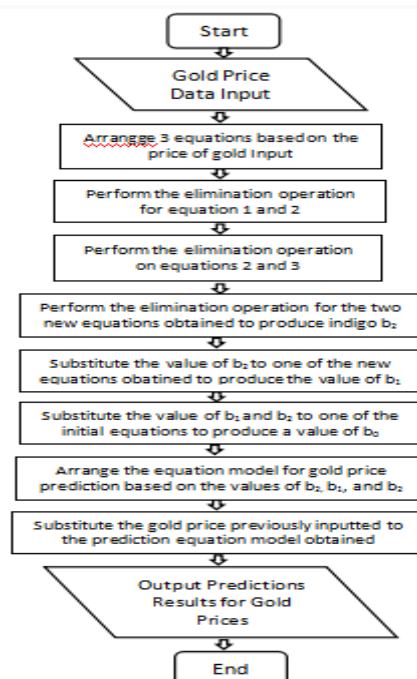 Start
Gold Price
Data Input
Arrangge 3 equations based on the
price of gold Input
Perform the elimination operation
for equation 1 and 2
Perform the elimination operation
on equations 2 and 3
Perform the elimination operation for the two
new equations obtained to produce indigo b₂
Substitute the value of b₂ to one of the new
equations obatined to produce the value of b₁
Substitute the value of b₁ and b₂ to one of the
initial equations to produce a value of b₀
Arrange the equation model for gold price
prediction based on the values of b₂, b₁, and b₂
Substitute the gold price previously inputted to
the prediction equation model obtained
Output Predictions
Results for Gold
Prices
End